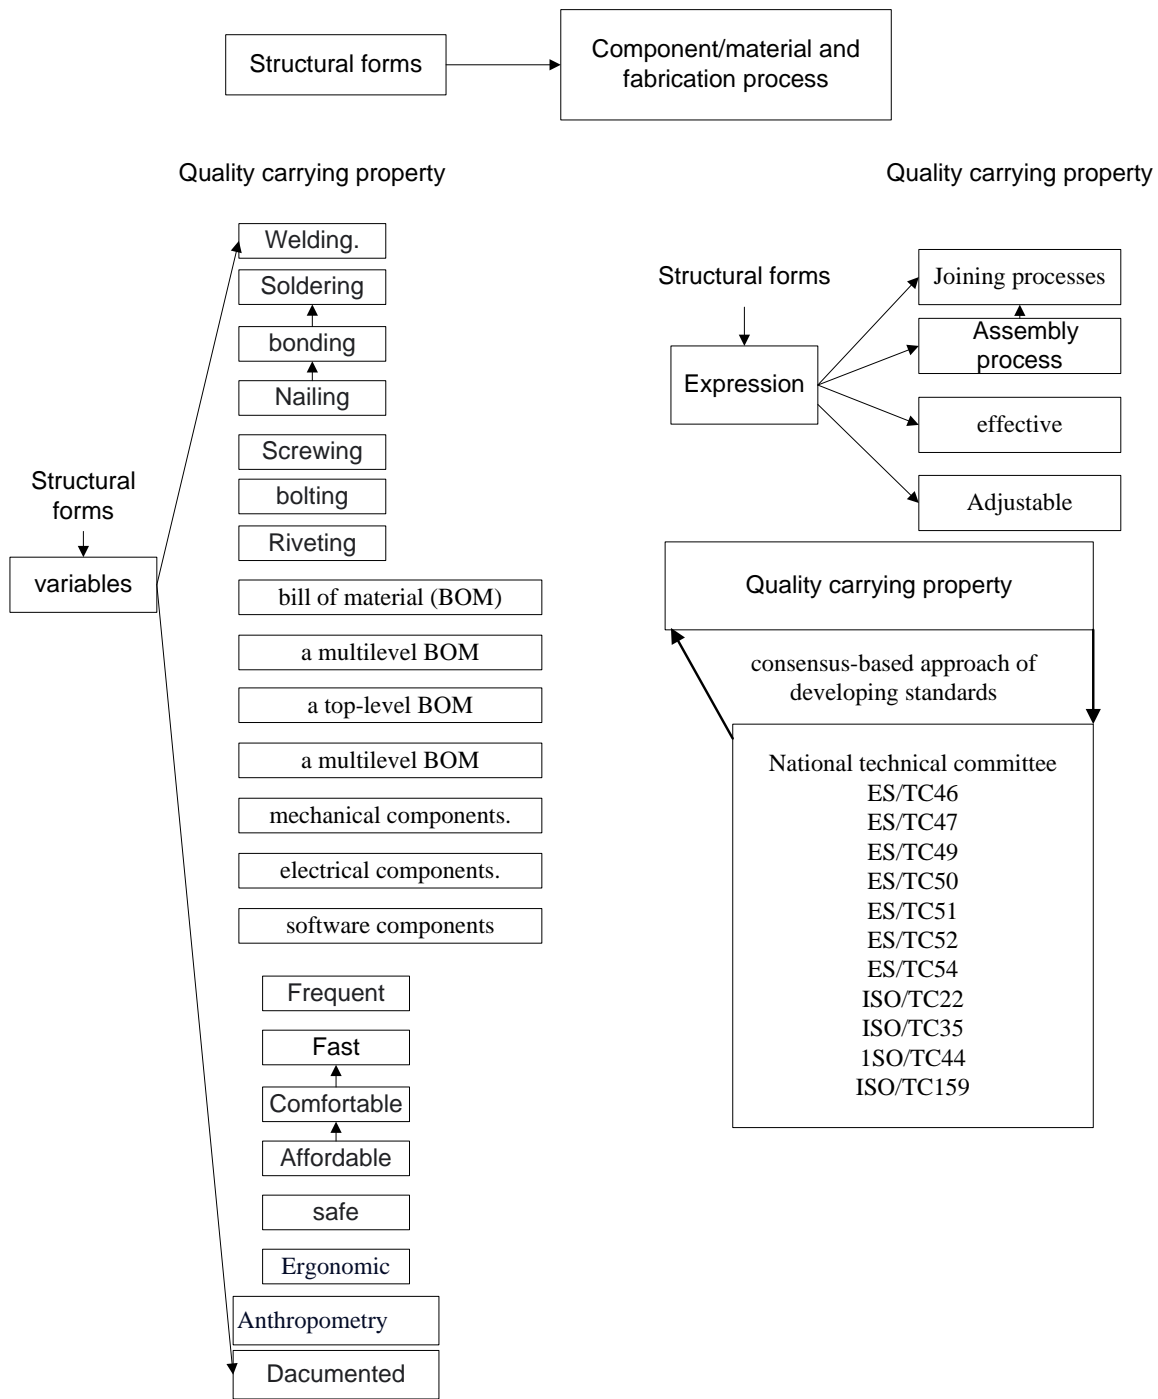 Structural forms
Component/material and
fabrication process
Quality carrying property
Quality carrying property
Welding.
Soldering
bonding
Nailing
Screwing
bolting
Riveting
Structural
forms
variables
bill of material (BOM)
a multilevel BOM
a top-level BOM
a multilevel BOM
mechanical components.
electrical components.
software components
Frequent
Fast
Comfortable
Affordable
safe
Ergonomic
Anthropometry
Dacumented
Structural forms
Expression
Joining processes
Assembly
process
effective
Adjustable
Quality carrying property
consensus-based approach of
developing standards
National technical committee
ES/TC46
ES/TC47
ES/TC49
ES/TC50
ES/TC51
ES/TC52
ES/TC54
ISO/TC22
ISO/TC35
1SO/TC44
ISO/TC159